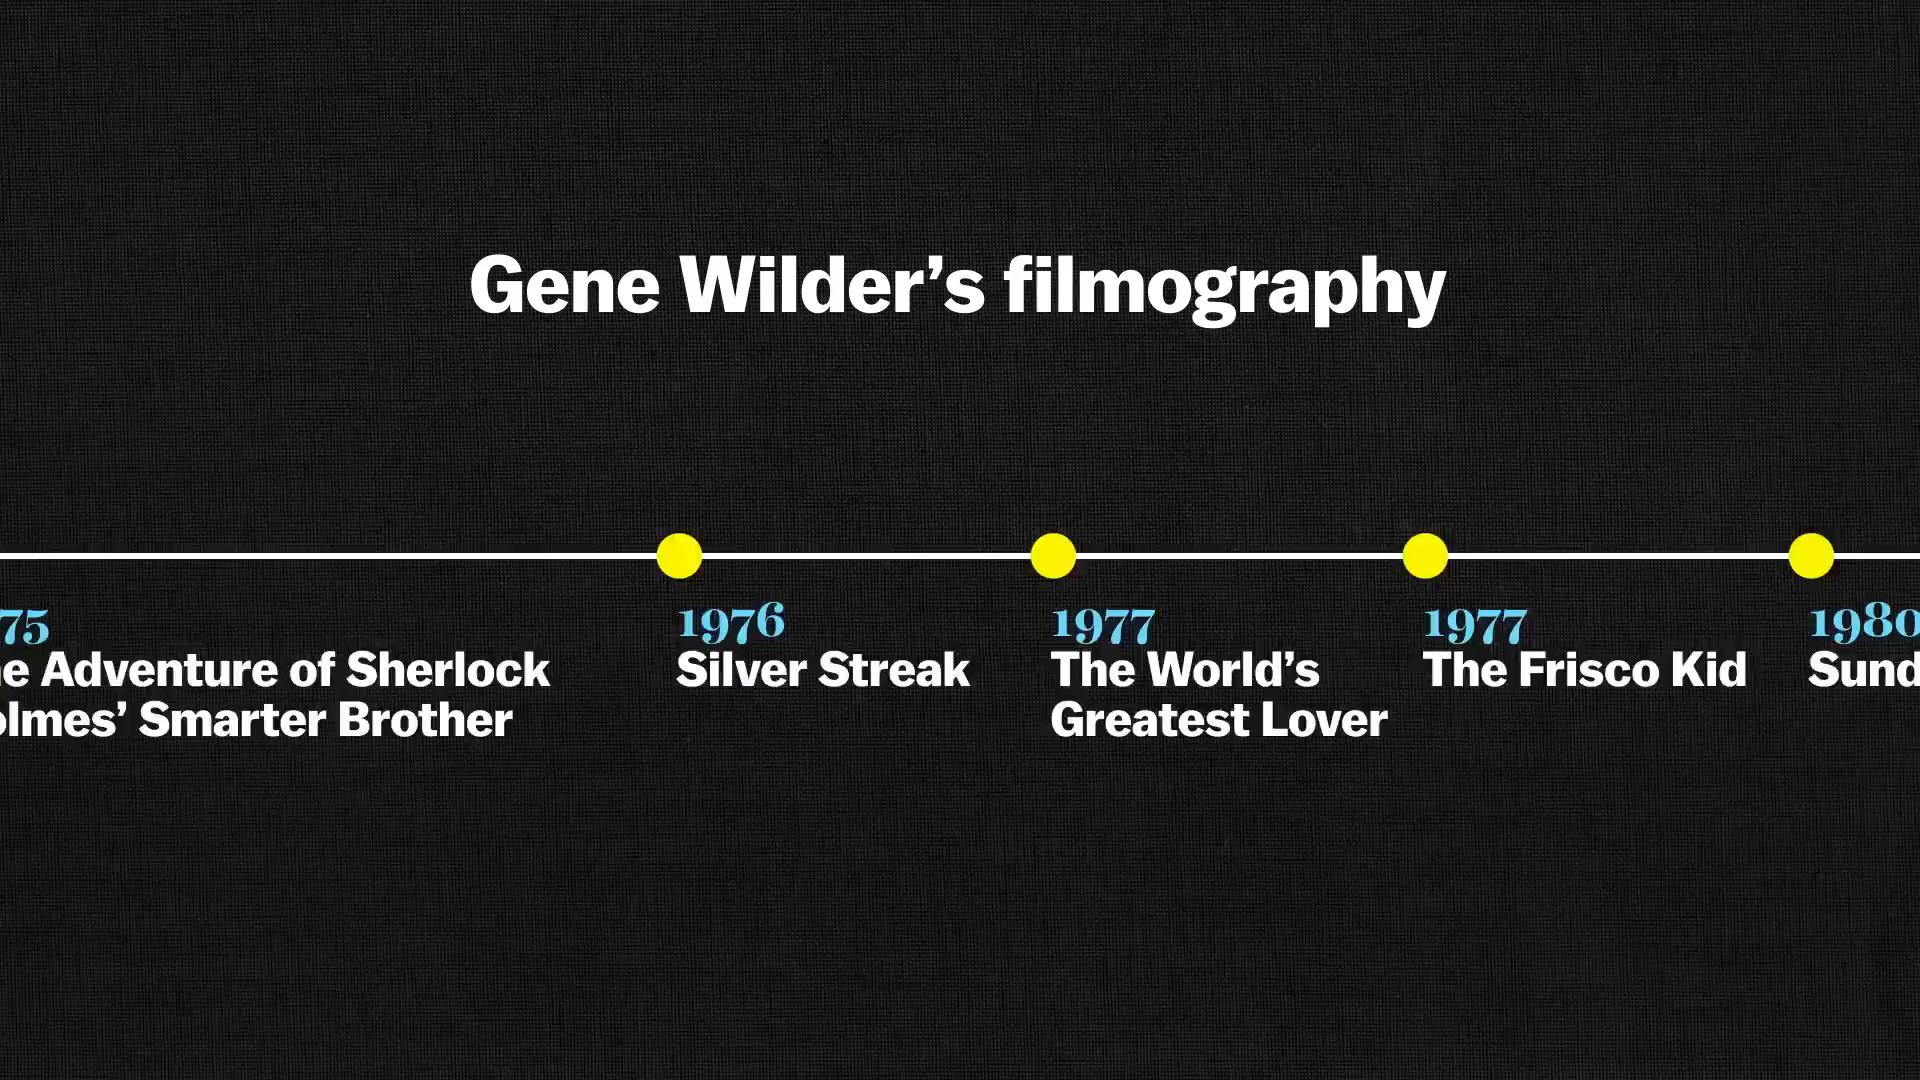 Gene Wilder’s filmography
75
Adventure of Sherlock
Smarter Brother
1976
Silver Streak
1977
The World’s
Greatest Lover
1977
The Frisco Kid
1980